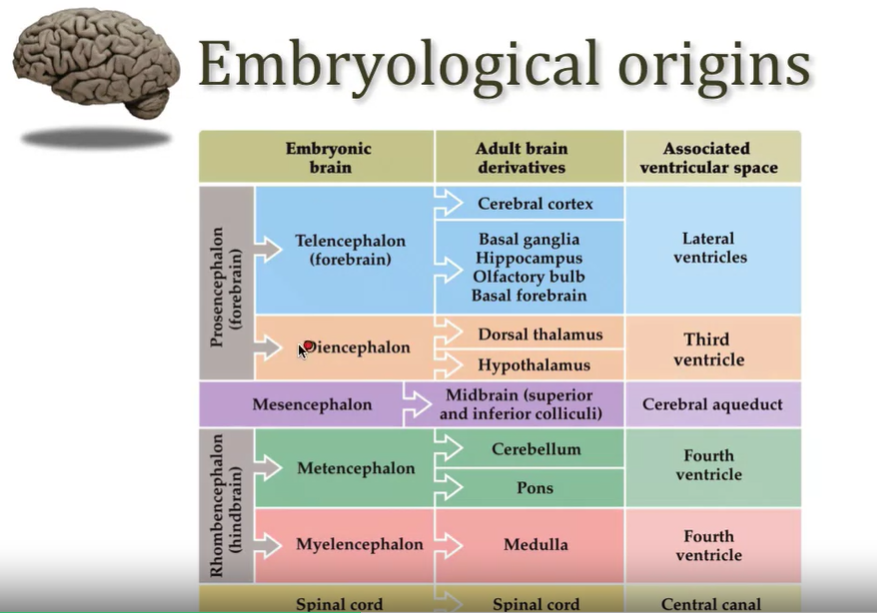 Embryological origins
Embryonic
brain
Adult brain
derivatives
Associated
ventricular space
Prosencephalon
(forebrain)
Telencephalon
(forebrain)
Cerebral cortex
Basal ganglia
Hippocampus
Olfactory bulb
Basal forebrain
Lateral
ventricles
Diencephalon
Dorsal thalamus
Hypothalamus
Third
ventricle
Mesencephalon
Midbrain (superior
and inferior colliculi)
Cerebral aqueduct
Rhombencephalon
(hindbrain)
Metencephalon
Cerebellum
Pons
Fourth
ventricle
Myelencephalon
Medulla
Fourth
ventricle
Spinal cord
Spinal cord
Central canal